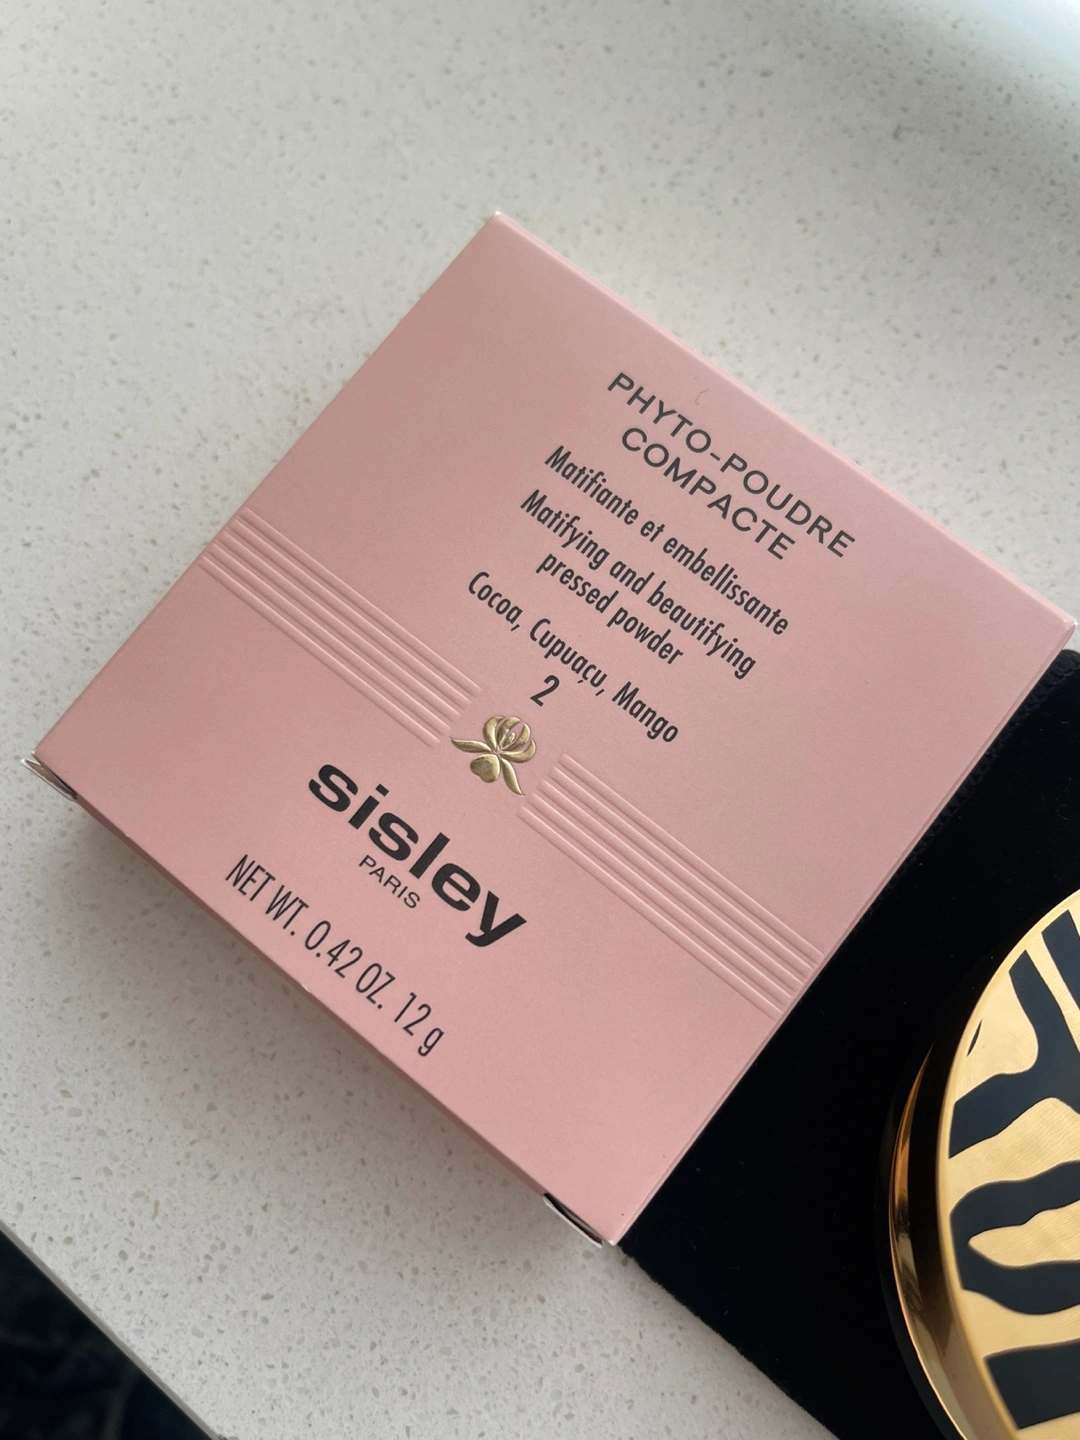 PHYTO-POUDRE
COMPACTE
Matifiante et embellissante
Matifying and beautifying
pressed powder
Cocoa, Cupuaçu, Mango
2
sisley
PARIS
NET WT. 0.42 OZ. 12 g